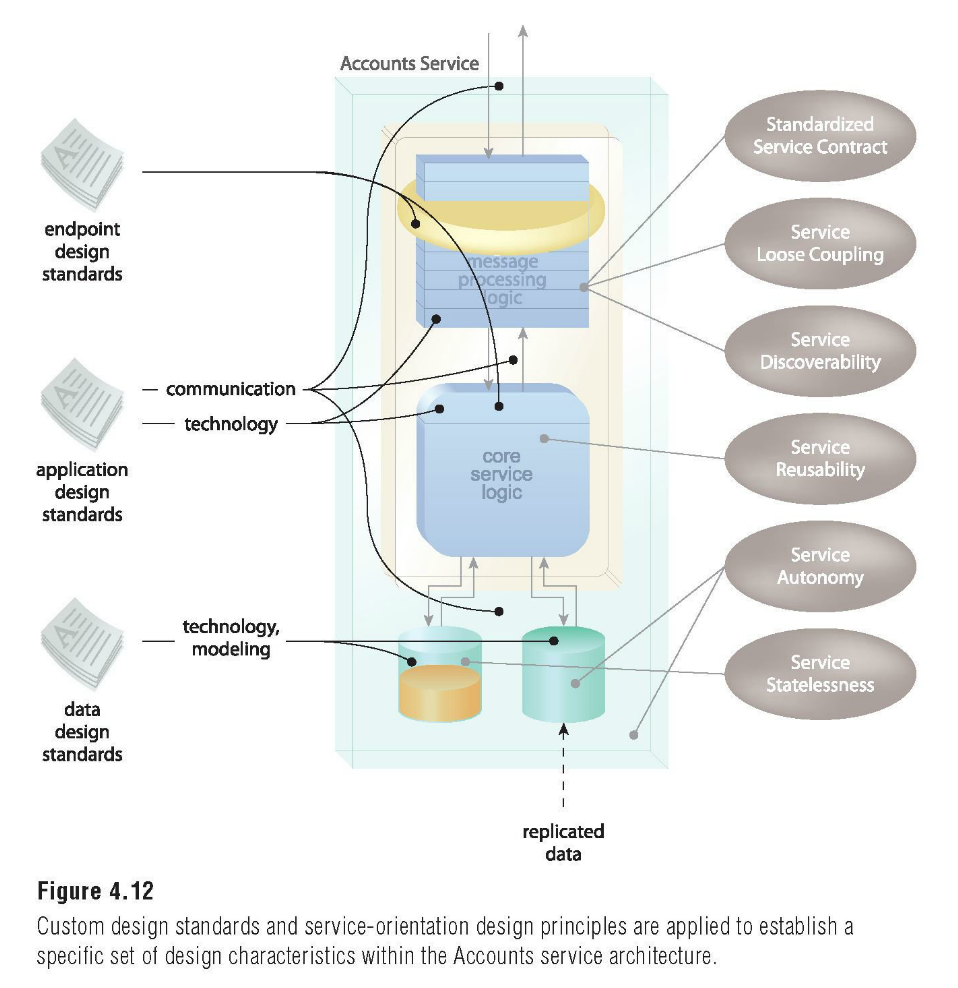 Accounts Service
endpoint
design
standards
message
processing
logic
Standardized
Service Contract
Service
Loose Coupling
Service
Discoverability
communication
technology
application
design
standards
core
service
logic
Service
Reusability
Service
Autonomy
technology,
modeling
data
design
standards
Service
Statelessness
replicated
data
Figure 4.12
Custom design standards and service-orientation design principles are applied to establish a
specific set of design characteristics within the Accounts service architecture.